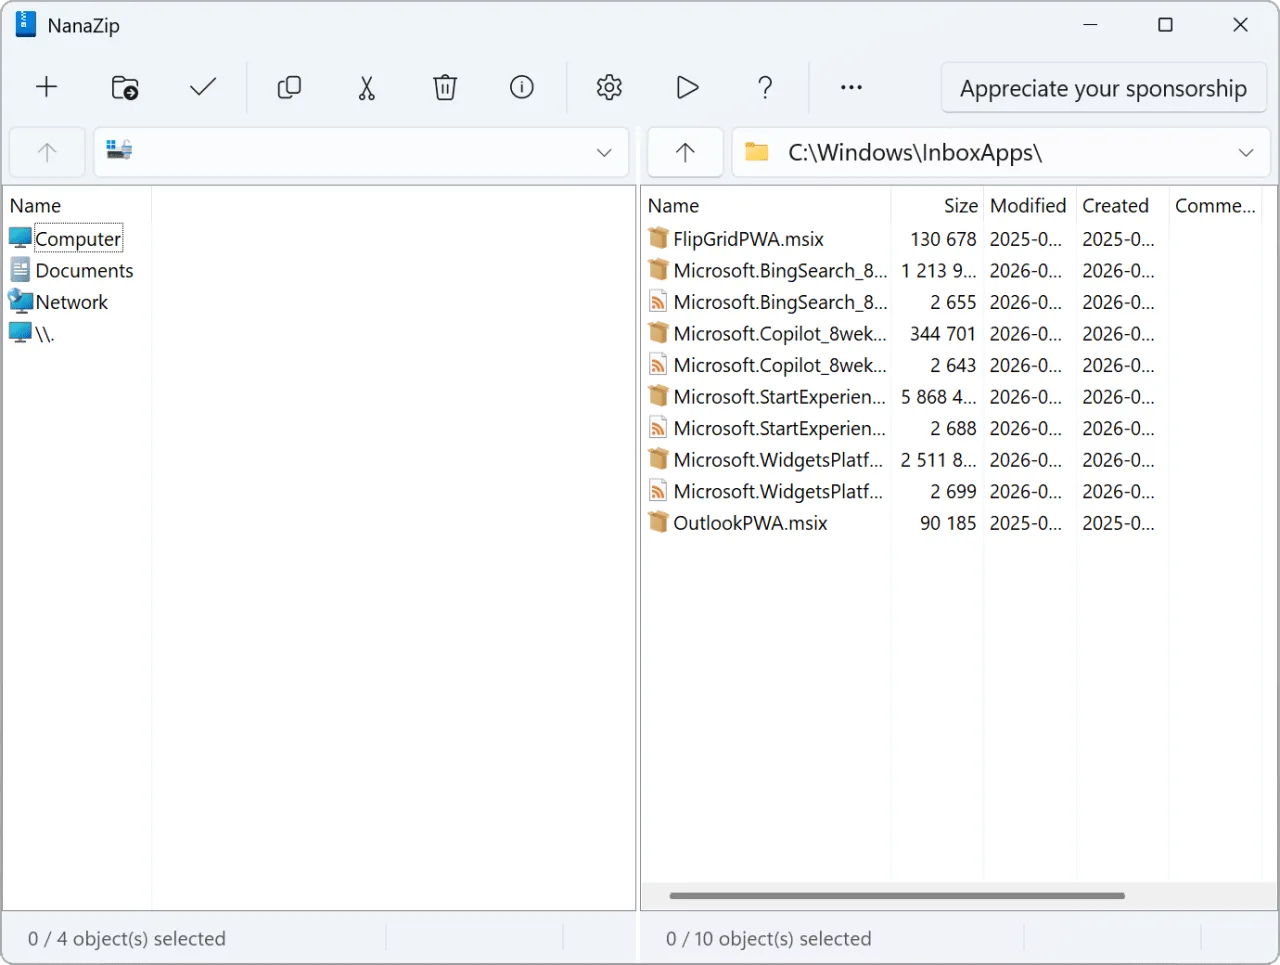 NanaZip
Appreciate your sponsorship
C:\Windows\InboxApps\
Name
Computer
Documents
Network
\\.
Name Size Modified Created Comme...
FlipGridPWA.msix 130 678 2025-0... 2025-0...
Microsoft.BingSearch_8... 1 213 9... 2026-0... 2026-0...
Microsoft.BingSearch_8... 2 655 2026-0... 2026-0...
Microsoft.Copilot_8wek... 344 701 2026-0... 2026-0...
Microsoft.Copilot_8wek... 2 643 2026-0... 2026-0...
Microsoft.StartExperien... 5 868 4... 2026-0... 2026-0...
Microsoft.StartExperien... 2 688 2026-0... 2026-0...
Microsoft.WidgetsPlatf... 2 511 8... 2026-0... 2026-0...
Microsoft.WidgetsPlatf... 2 699 2026-0... 2026-0...
OutlookPWA.msix 90 185 2025-0... 2025-0...
0 / 4 object(s) selected
0 / 10 object(s) selected